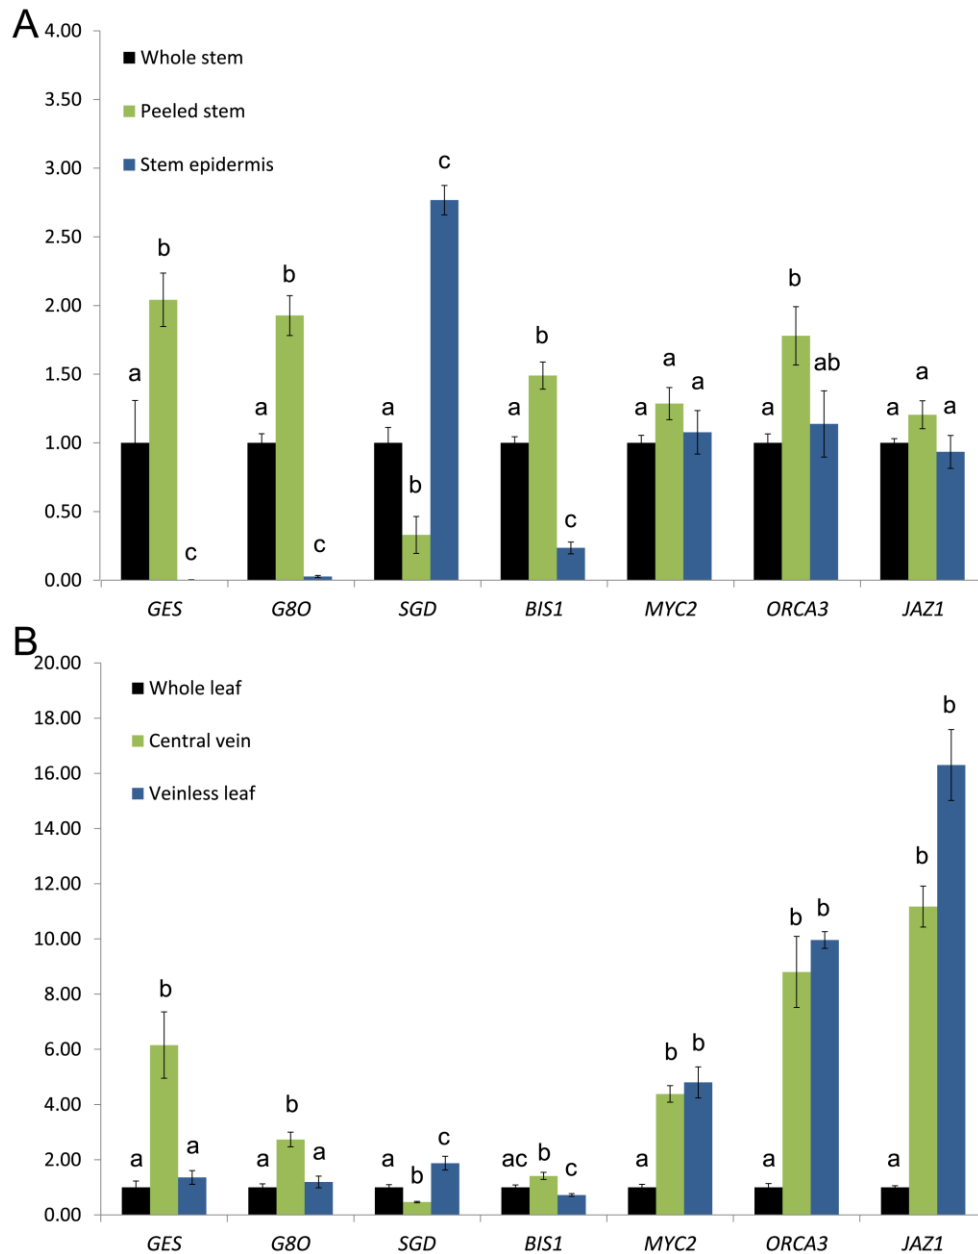 A
4.00
3.50
3.00
2.50
2.00
1.50
1.00
0.50
0.00
Whole stem
Peeled stem
Stem epidermis
a b c
a b c
a b c
a b c
a a a
a b ab
a a a
GES G8O SGD BIS1 MYC2 ORCA3 JAZ1
B
20.00
18.00
16.00
14.00
12.00
10.00
8.00
6.00
4.00
2.00
0.00
Whole leaf
Central vein
Veinless leaf
a b a
a b a
a b c
ac b c
a b b
a b b
a b b
GES G8O SGD BIS1 MYC2 ORCA3 JAZ1